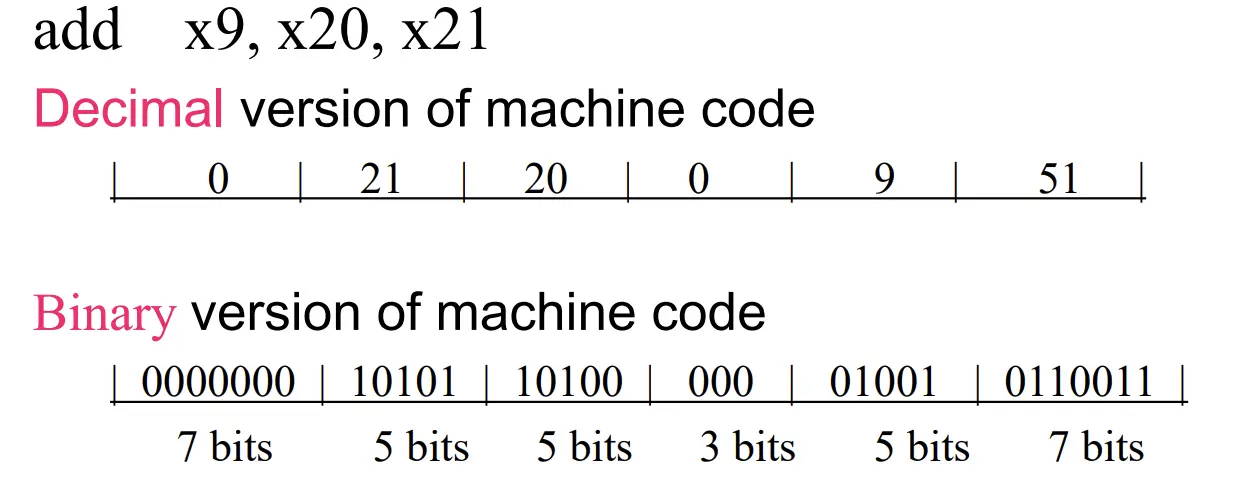 add x9, x20, x21
Decimal version of machine code
| 0 | 21 | 20 | 0 | 9 | 51 |
Binary version of machine code
| 0000000 | 10101 | 10100 | 000 | 01001 | 0110011 |
7 bits 5 bits 5 bits 3 bits 5 bits 7 bits